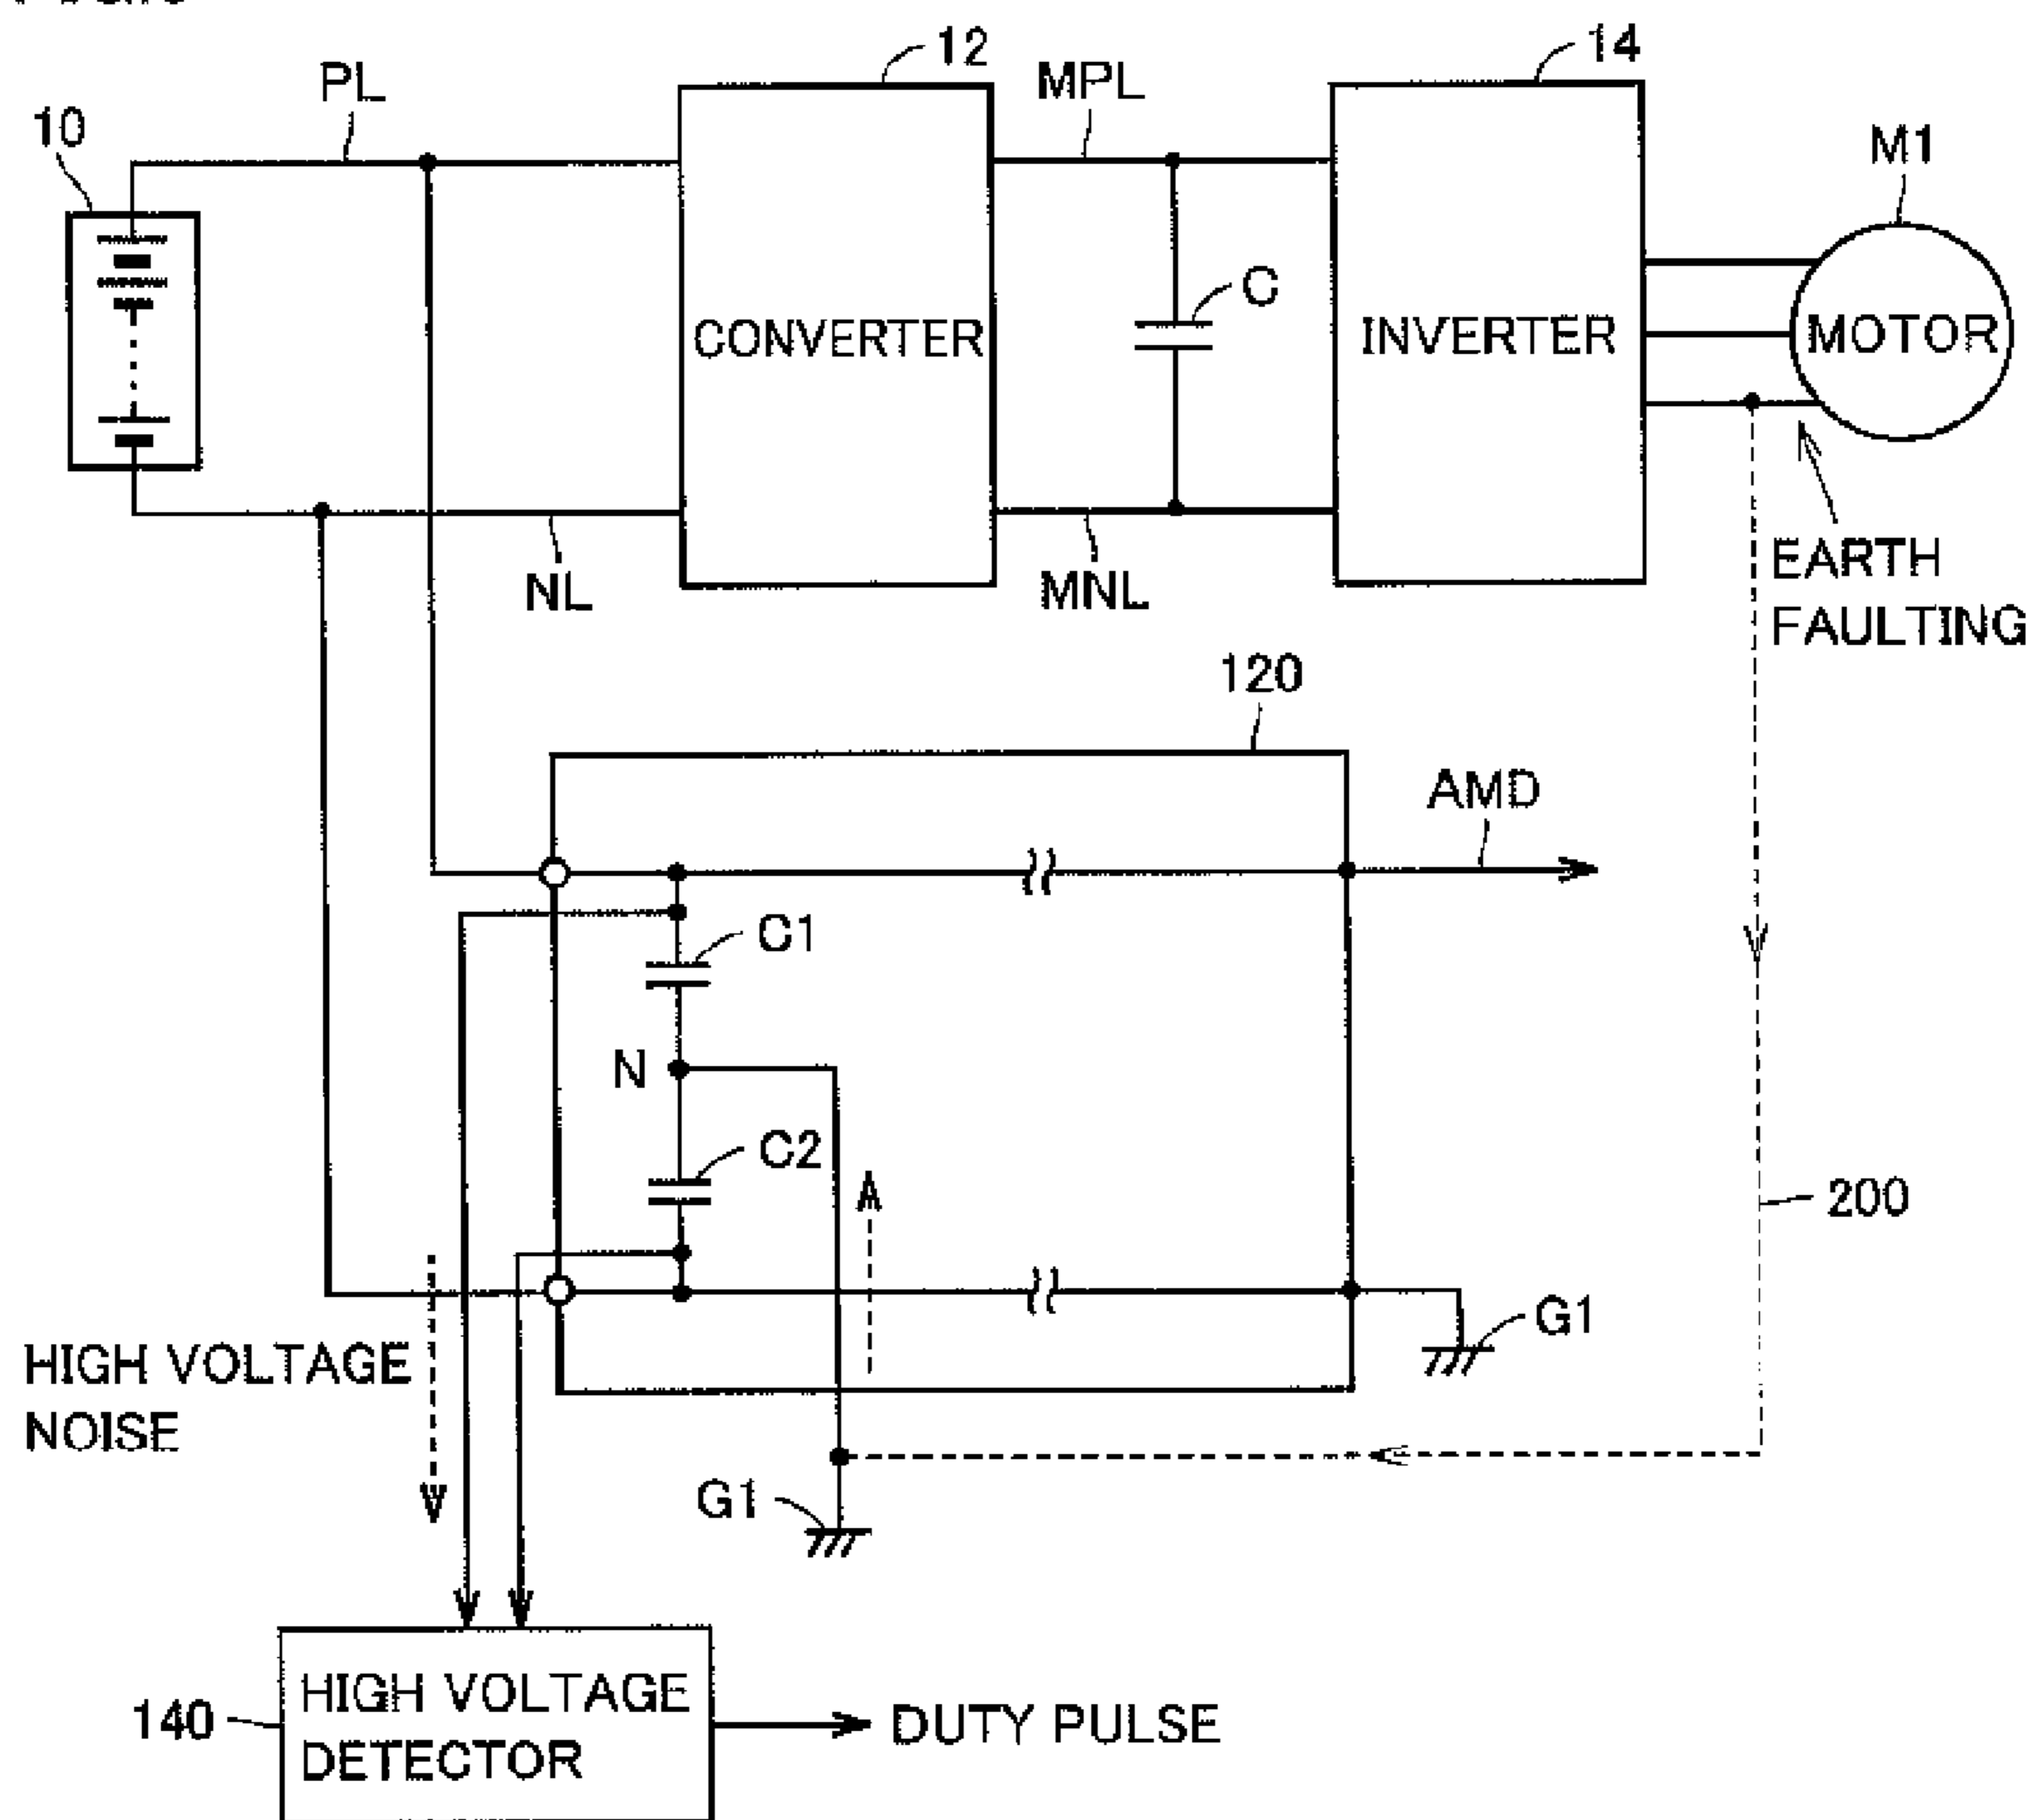 12
14
PL
MPL
10
M1
C
CONVERTER
INVERTER
MOTOR
NL
MNL
EARTH
FAULTING
120
AMD
C1
N
C2
200
G1
HIGH VOLTAGE
NOISE
G1
HIGH VOLTAGE
DETECTOR
140
DUTY PULSE